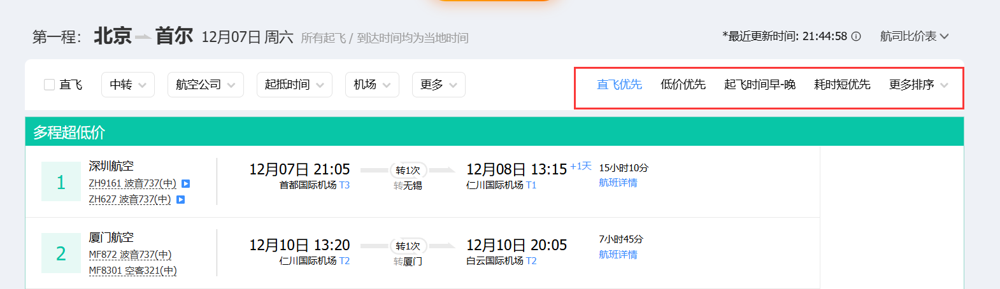 第一程： 北京 首尔 12月07日 周六 所有起飞 / 到达时间均为当地时间 *最近更新时间: 21:44:58 航司比价表
直飞 中转 航空公司 起抵时间 机场 更多 直飞优先 低价优先 起飞时间早-晚 耗时短优先 更多排序
多程超低价
1
深圳航空
ZH9161 波音737(中)
ZH627 波音737(中)
12月07日 21:05
首都国际机场 T3
转1次
转无锡
12月08日 13:15 +1天
仁川国际机场 T1
15小时10分
航班详情
2
厦门航空
MF872 波音737(中)
MF8301 空客321(中)
12月10日 13:20
仁川国际机场 T2
转1次
转厦门
12月10日 20:05
白云国际机场 T2
7小时45分
航班详情